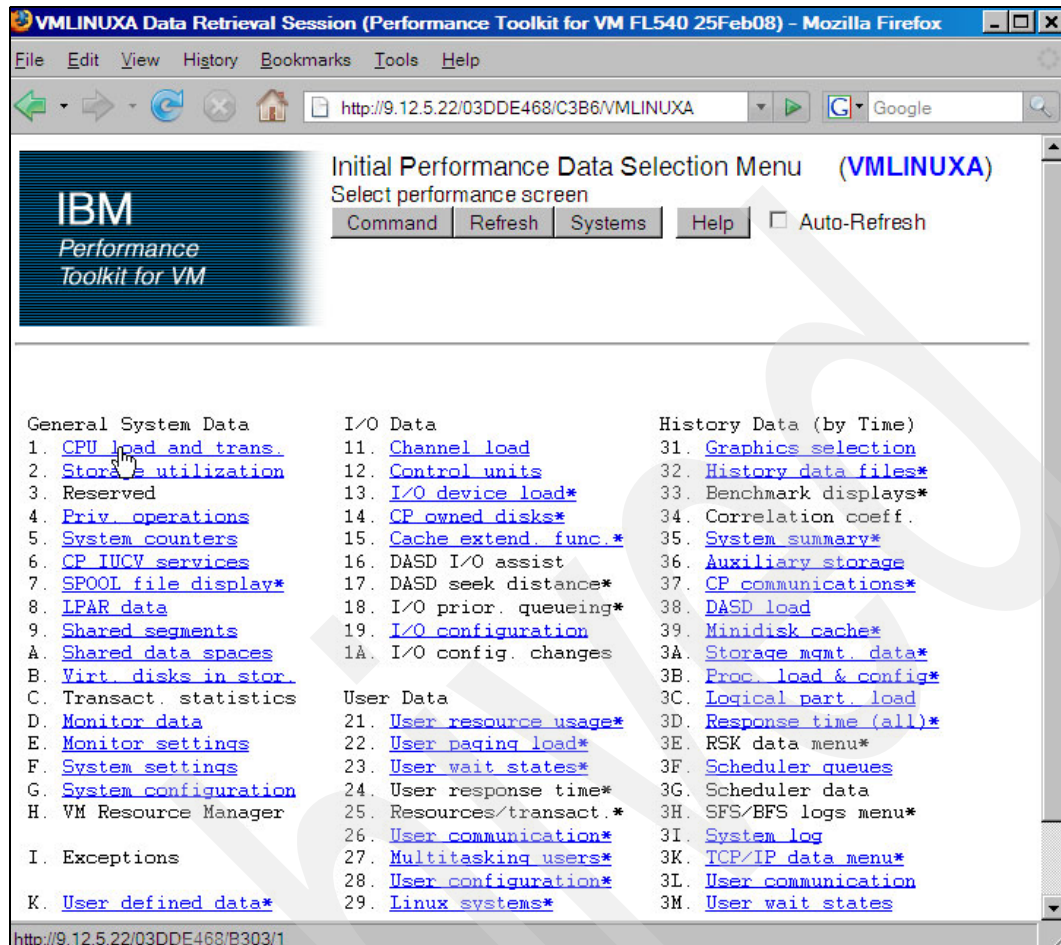 VMLINUXA Data Retrieval Session (Performance Toolkit for VM FL540 25Feb08) - Mozilla Firefox
File Edit View History Bookmarks Tools Help
http://9.12.5.22/03DDE468/C3B6/VMLINUXA
G Google
IBM
Performance
Toolkit for VM
Initial Performance Data Selection Menu (VMLINUXA)
Select performance screen
Command Refresh Systems Help Auto-Refresh
General System Data
1. CPU load and trans.
2. Storage utilization
3. Reserved
4. Priv. operations
5. System counters
6. CP IUCV services
7. SPOOL file display*
8. LPAR data
9. Shared segments
A. Shared data spaces
B. Virt. disks in stor.
C. Transact. statistics
D. Monitor data
E. Monitor settings
F. System settings
G. System configuration
H. VM Resource Manager
I. Exceptions
K. User defined data*
I/O Data
11. Channel load
12. Control units
13. I/O device load*
14. CP owned disks*
15. Cache extend. func.*
16. DASD I/O assist
17. DASD seek distance*
18. I/O prior. queueing*
19. I/O configuration
1A. I/O config. changes
User Data
21. User resource usage*
22. User paging load*
23. User wait states*
24. User response time*
25. Resources/transact.*
26. User communication*
27. Multitasking users*
28. User configuration*
29. Linux systems*
History Data (by Time)
31. Graphics selection
32. History data files*
33. Benchmark displays*
34. Correlation coeff.
35. System summary*
36. Auxiliary storage
37. CP communications*
38. DASD load
39. Minidisk cache*
3A. Storage mgmt. data*
3B. Proc. load & config*
3C. Logical part. load
3D. Response time (all)*
3E. RSK data menu*
3F. Scheduler queues
3G. Scheduler data
3H. SFS/BFS logs menu*
3I. System log
3K. TCP/IP data menu*
3L. User communication
3M. User wait states
http://9.12.5.22/03DDE468/B303/1